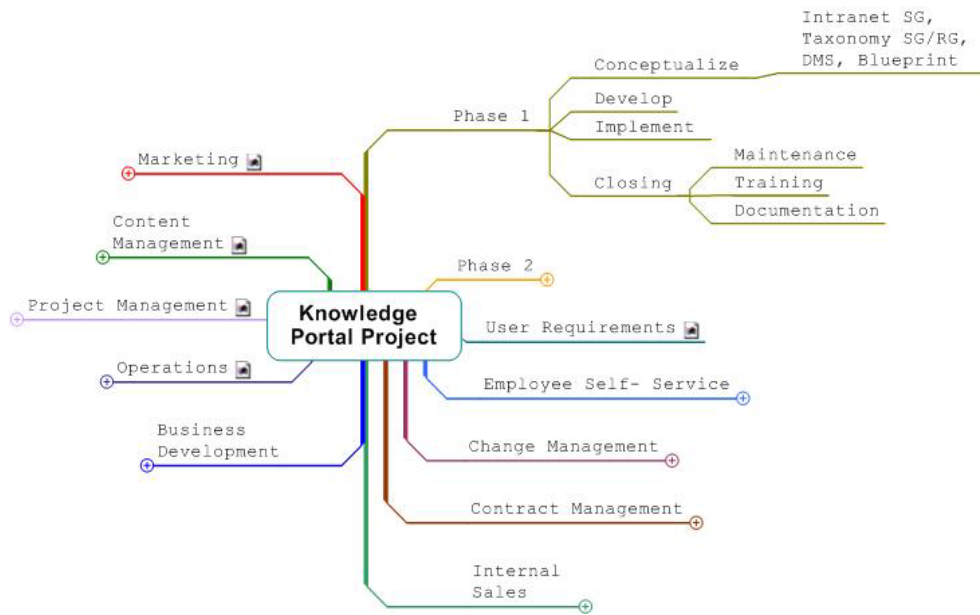 Intranet SG,
Taxonomy SG/RG,
DMS, Blueprint
Conceptualize
Develop
Phase 1
Implement
Marketing
Maintenance
Closing
Training
Documentation
Content
Management
Phase 2
Project Management
Knowledge
Portal Project
User Requirements
Operations
Employee Self- Service
Business
Development
Change Management
Contract Management
Internal
Sales